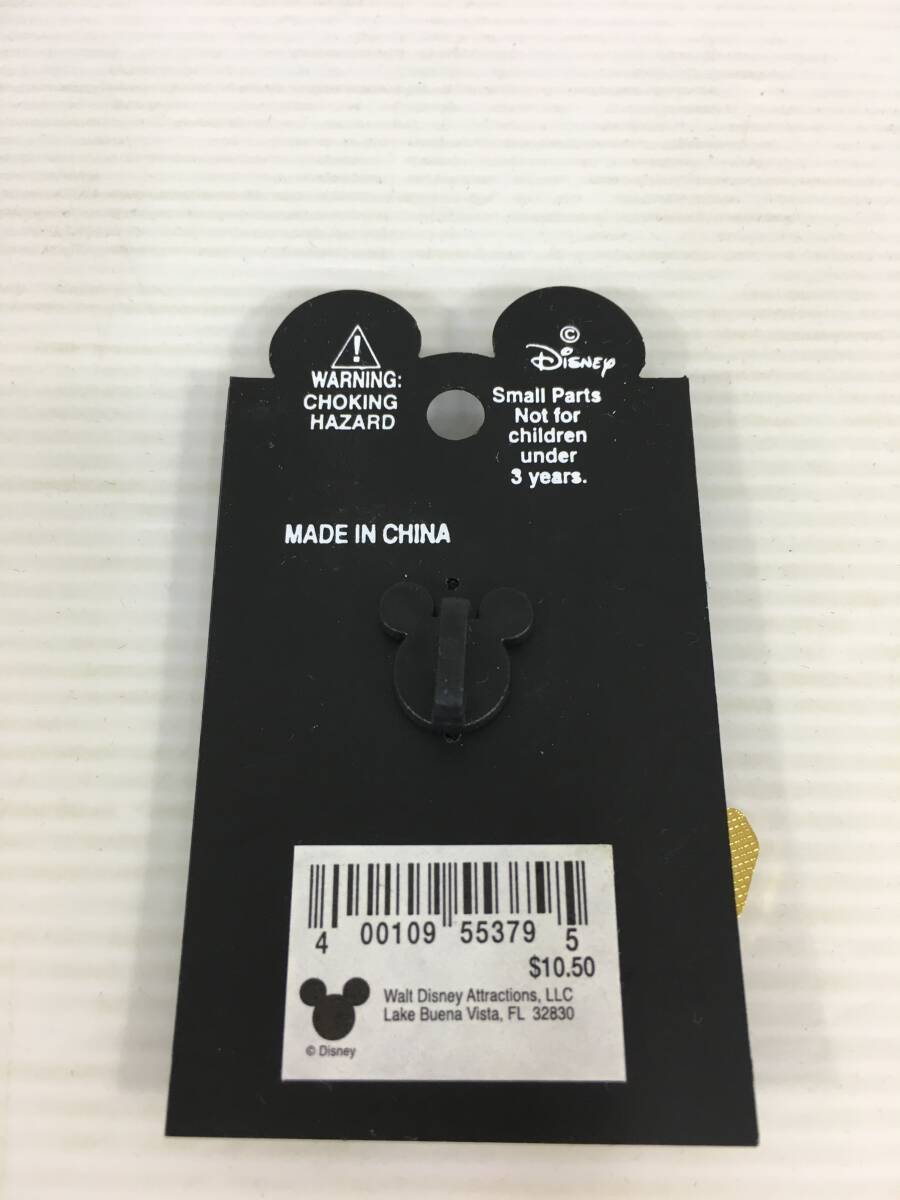 !
WARNING:
CHOKING
HAZARD
©
Disney
Small Parts
Not for
children
under
3 years.
MADE IN CHINA
4 00109 55379 5
$10.50
Walt Disney Attractions, LLC
Lake Buena Vista, FL 32830
© Disney